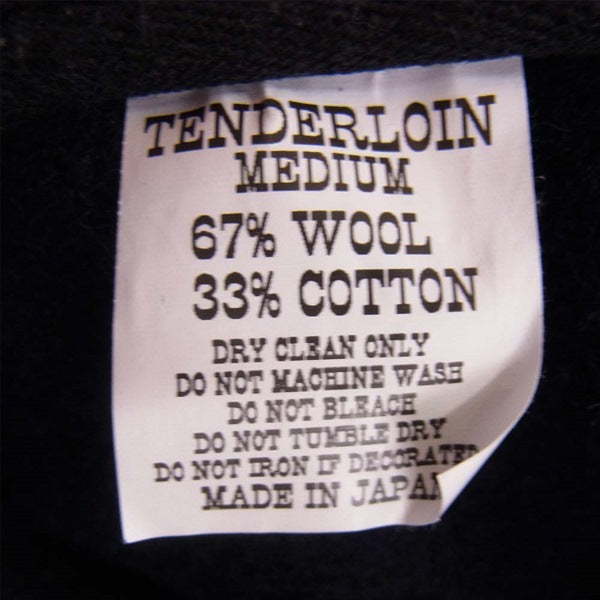 TENDERLOIN
MEDIUM
67% WOOL
33% COTTON
DRY CLEAN ONLY
DO NOT MACHINE WASH
DO NOT BLEACH
DO NOT TUMBLE DRY
DO NOT IRON IF DECORATED
MADE IN JAPAN